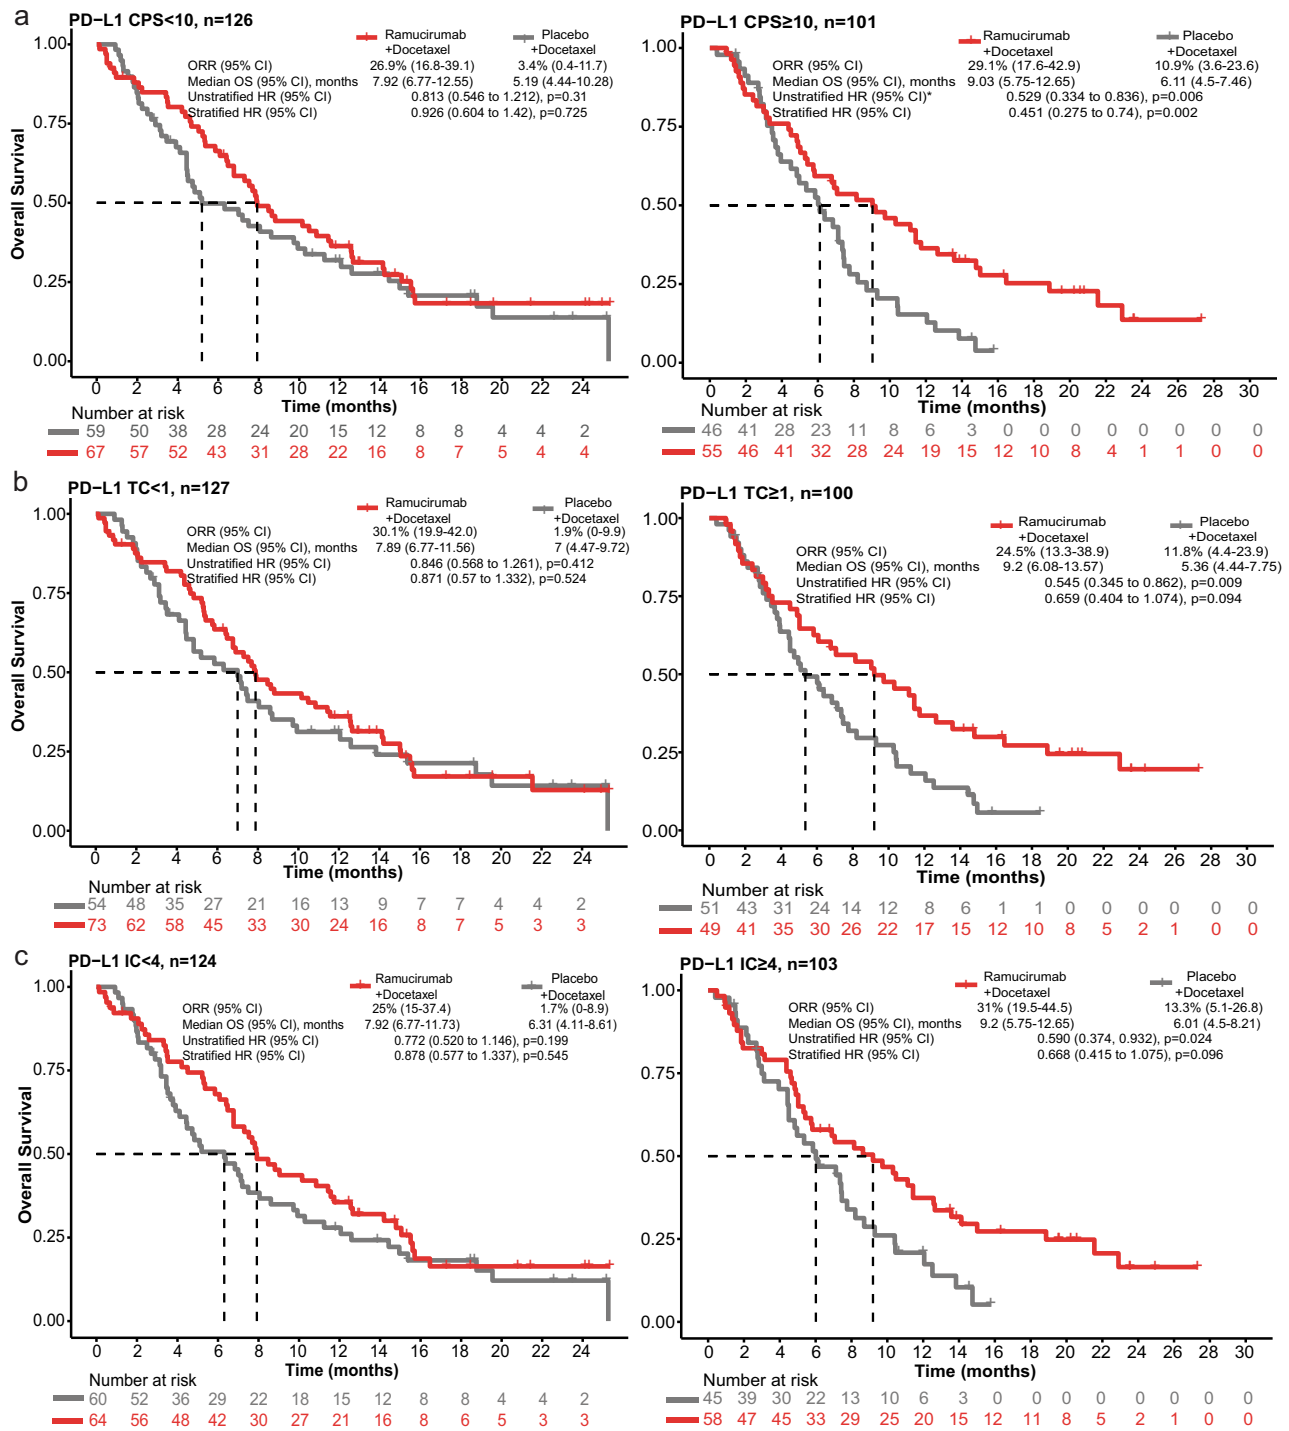 a
PD−L1 CPS<10, n=126
Ramucirumab +Docetaxel
Placebo +Docetaxel
ORR (95% CI) 26.9% (16.8-39.1) 3.4% (0.4-11.7)
Median OS (95% CI), months 7.92 (6.77-12.55) 5.19 (4.44-10.28)
Unstratified HR (95% CI) 0.813 (0.546 to 1.212), p=0.31
Stratified HR (95% CI) 0.926 (0.604 to 1.42), p=0.725
Overall Survival
1.00
0.75
0.50
0.25
0.00
0 2 4 6 8 10 12 14 16 18 20 22 24
Time (months)
Number at risk
59 50 38 28 24 20 15 12 8 8 4 4 2
67 57 52 43 31 28 22 16 8 7 5 4 4
PD−L1 CPS≥10, n=101
Ramucirumab +Docetaxel
Placebo +Docetaxel
ORR (95% CI) 29.1% (17.6-42.9) 10.9% (3.6-23.6)
Median OS (95% CI), months 9.03 (5.75-12.65) 6.11 (4.5-7.46)
Unstratified HR (95% CI)* 0.529 (0.334 to 0.836), p=0.006
Stratified HR (95% CI) 0.451 (0.275 to 0.74), p=0.002
1.00
0.75
0.50
0.25
0.00
0 2 4 6 8 10 12 14 16 18 20 22 24 26 28 30
Time (months)
Number at risk
46 41 28 23 11 8 6 3 0 0 0 0 0 0 0 0
55 46 41 32 28 24 19 15 12 10 8 4 1 1 0 0
b
PD−L1 TC<1, n=127
Ramucirumab +Docetaxel
Placebo +Docetaxel
ORR (95% CI) 30.1% (19.9-42.0) 1.9% (0-9.9)
Median OS (95% CI), months 7.89 (6.77-11.56) 7 (4.47-9.72)
Unstratified HR (95% CI) 0.846 (0.568 to 1.261), p=0.412
Stratified HR (95% CI) 0.871 (0.57 to 1.332), p=0.524
Overall Survival
1.00
0.75
0.50
0.25
0.00
0 2 4 6 8 10 12 14 16 18 20 22 24
Time (months)
Number at risk
54 48 35 27 21 16 13 9 7 7 4 4 2
73 62 58 45 33 30 24 16 8 7 5 3 3
PD−L1 TC≥1, n=100
Ramucirumab +Docetaxel
Placebo +Docetaxel
ORR (95% CI) 24.5% (13.3-38.9) 11.8% (4.4-23.9)
Median OS (95% CI), months 9.2 (6.08-13.57) 5.36 (4.44-7.75)
Unstratified HR (95% CI) 0.545 (0.345 to 0.862), p=0.009
Stratified HR (95% CI) 0.659 (0.404 to 1.074), p=0.094
1.00
0.75
0.50
0.25
0.00
0 2 4 6 8 10 12 14 16 18 20 22 24 26 28 30
Time (months)
Number at risk
51 43 31 24 14 12 8 6 1 1 0 0 0 0 0 0
49 41 35 30 26 22 17 15 12 10 8 5 2 1 0 0
c
PD−L1 IC<4, n=124
Ramucirumab +Docetaxel
Placebo +Docetaxel
ORR (95% CI) 25% (15-37.4) 1.7% (0-8.9)
Median OS (95% CI), months 7.92 (6.77-11.73) 6.31 (4.11-8.61)
Unstratified HR (95% CI) 0.772 (0.520 to 1.146), p=0.199
Stratified HR (95% CI) 0.878 (0.577 to 1.337), p=0.545
Overall Survival
1.00
0.75
0.50
0.25
0.00
0 2 4 6 8 10 12 14 16 18 20 22 24
Time (months)
Number at risk
60 52 36 29 22 18 15 12 8 8 4 4 2
64 56 48 42 30 27 21 16 8 6 5 3 3
PD−L1 IC≥4, n=103
Ramucirumab +Docetaxel
Placebo +Docetaxel
ORR (95% CI) 31% (19.5-44.5) 13.3% (5.1-26.8)
Median OS (95% CI), months 9.2 (5.75-12.65) 6.01 (4.5-8.21)
Unstratified HR (95% CI) 0.590 (0.374, 0.932), p=0.024
Stratified HR (95% CI) 0.668 (0.415 to 1.075), p=0.096
1.00
0.75
0.50
0.25
0.00
0 2 4 6 8 10 12 14 16 18 20 22 24 26 28 30
Time (months)
Number at risk
45 39 30 22 13 10 6 3 0 0 0 0 0 0 0 0
58 47 45 33 29 25 20 15 12 11 8 5 2 1 0 0